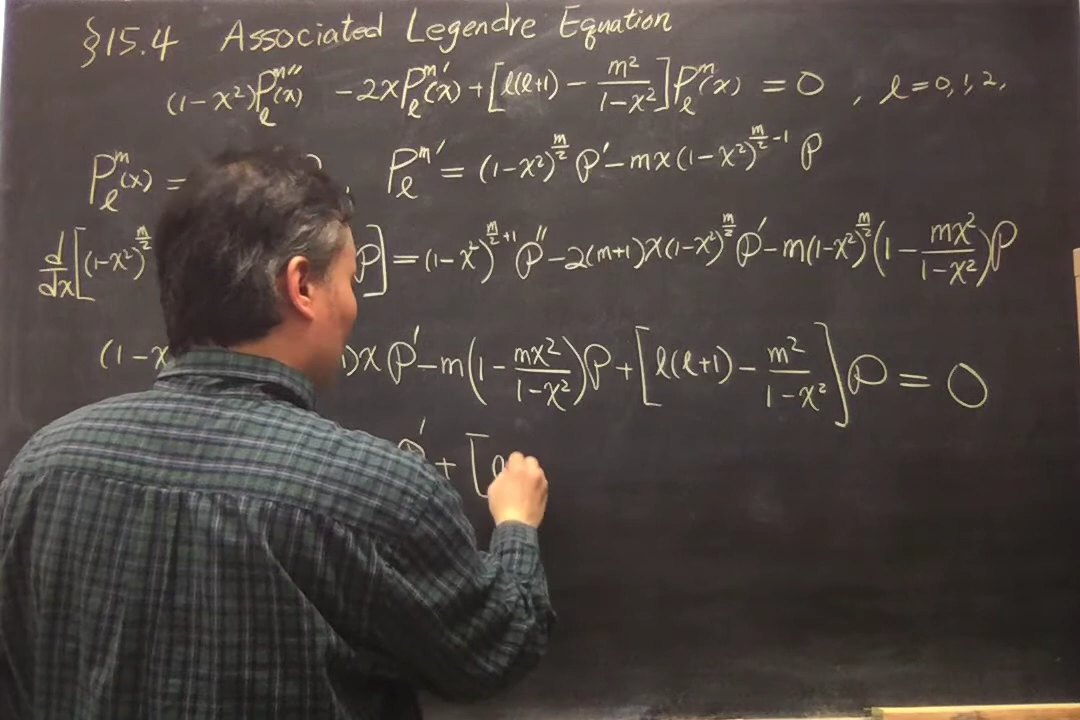 §15.4 Associated Legendre Equation
(1-x²)P_ℓ^m''(x) - 2xP_ℓ^m'(x) + [ℓ(ℓ+1) - m²/(1-x²)]P_ℓ^m(x) = 0 , ℓ=0,1,2,
P_ℓ^m(x) = P_ℓ^m' = (1-x²)^(m/2) P' - mx(1-x²)^(m/2 -1) P
d/dx[(1-x²)^(m/2) P] = (1-x²)^(m/2 +1) P'' - 2(m+1)x(1-x²)^(m/2) P' - m(1-x²)^(m/2) (1 - mx²/(1-x²))P
(1-x )xP' - m(1 - mx²/(1-x²))P + [ℓ(ℓ+1) - m²/(1-x²)]P = 0
' + [ℓ